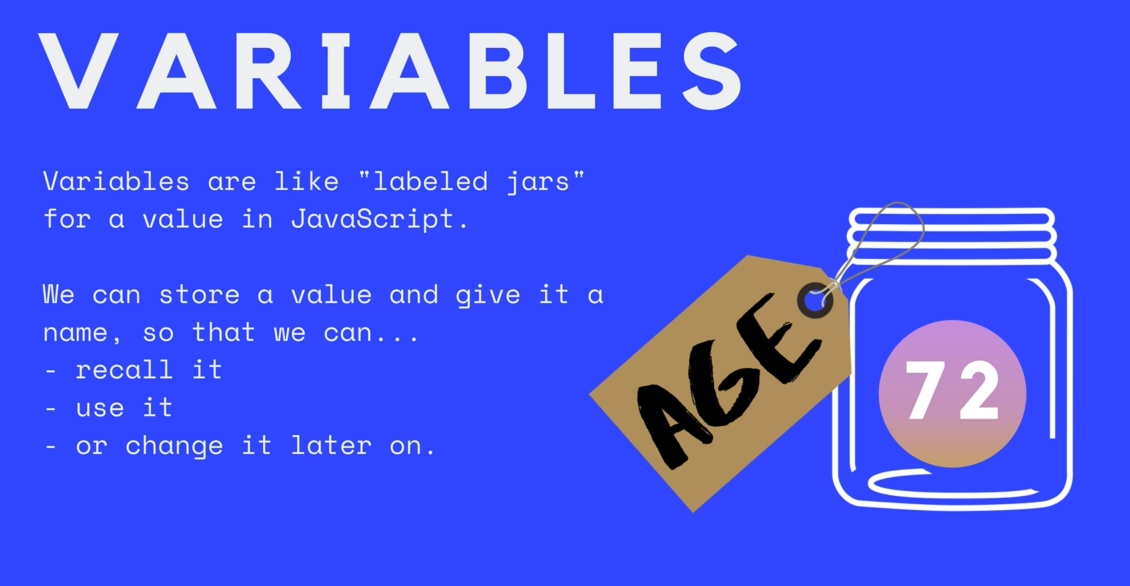 VARIABLES
Variables are like "labeled jars"
for a value in JavaScript.
We can store a value and give it a
name, so that we can...
- recall it
- use it
- or change it later on.
AGE
72